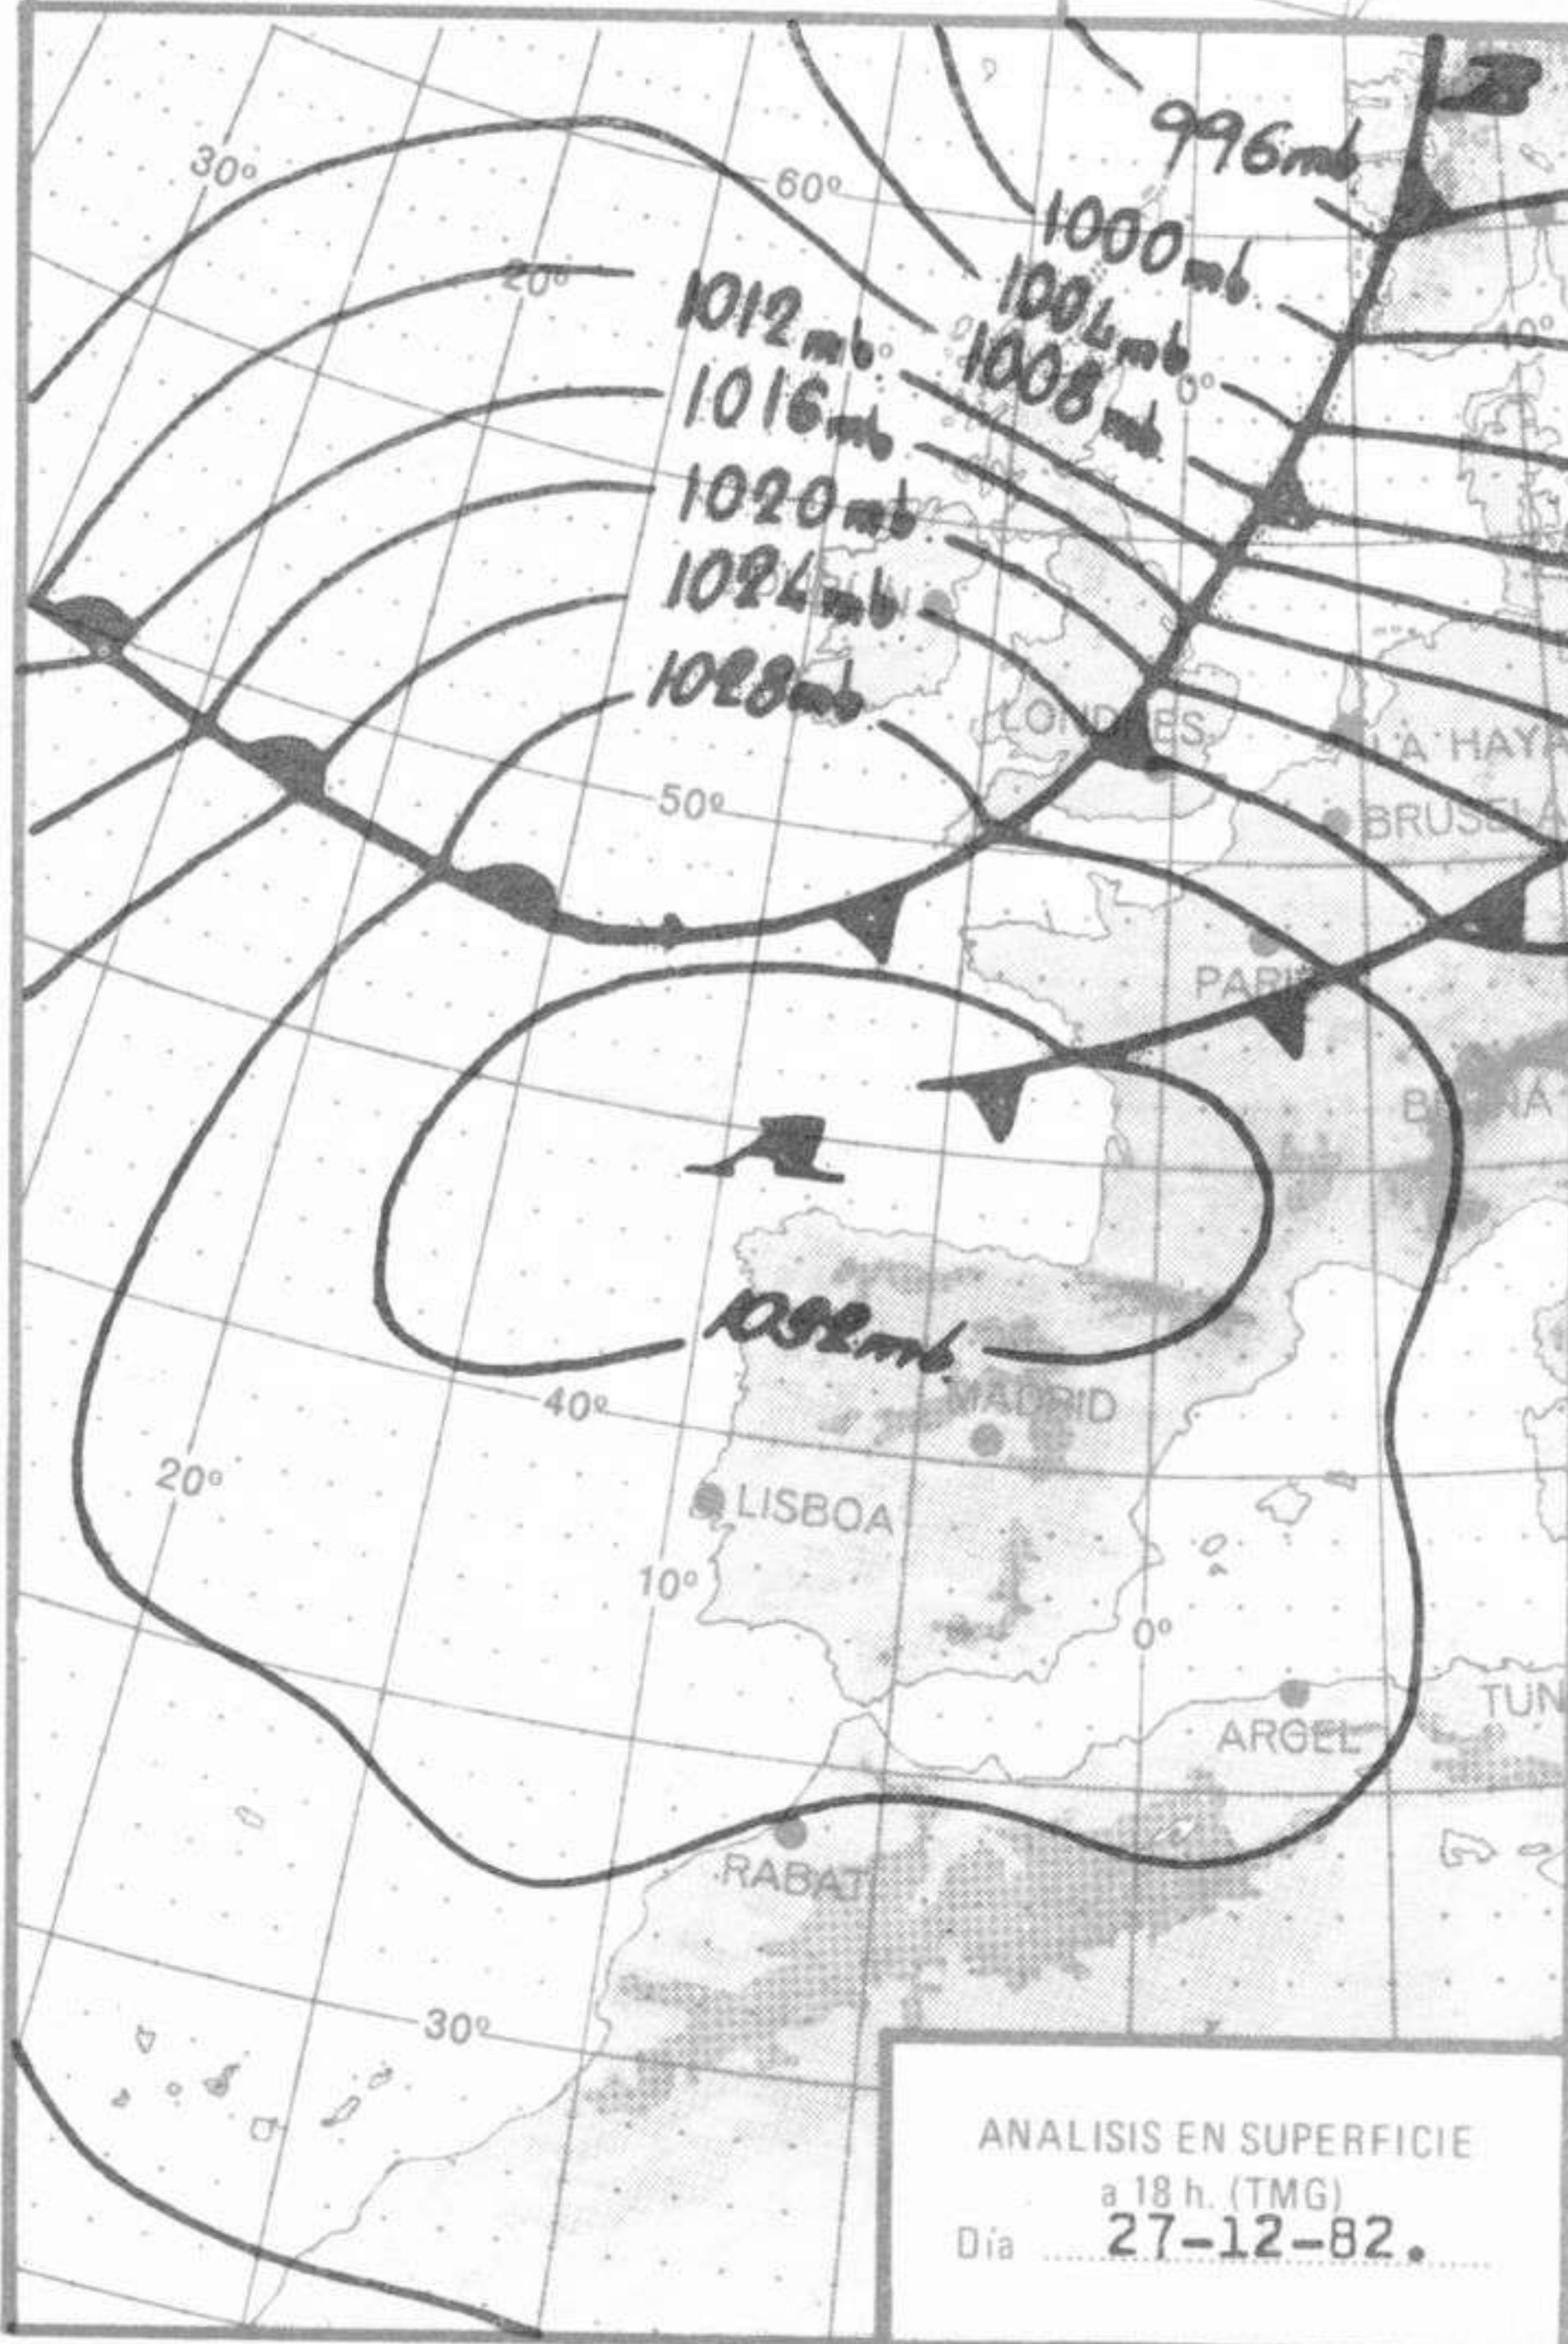 B
30°
996mb
60°
1000mb
20°
1012mb
1004mb
10°
1008mb
0°
1016mb
1020mb
1024mb
1028mb
LONDRES
LA HAYA
50°
BRUSELA
PARIS
A
1032mb
40°
MADRID
20°
LISBOA
10°
0°
TUN
ARGEL
RABAT
30°
ANALISIS EN SUPERFICIE
a 18 h. (TMG)
Día 27-12-82.